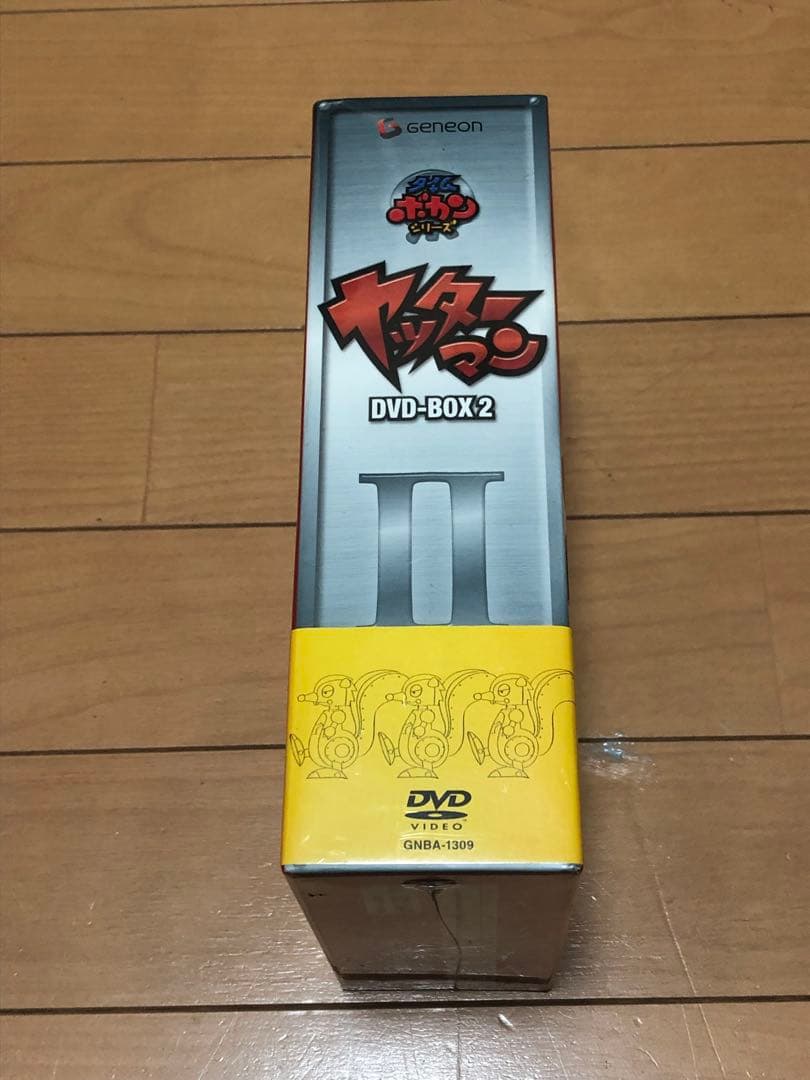 Geneon
タイム
ボカン
シリーズ
ヤッターマン
DVD-BOX 2
II
DVD
VIDEO
GNBA-1309